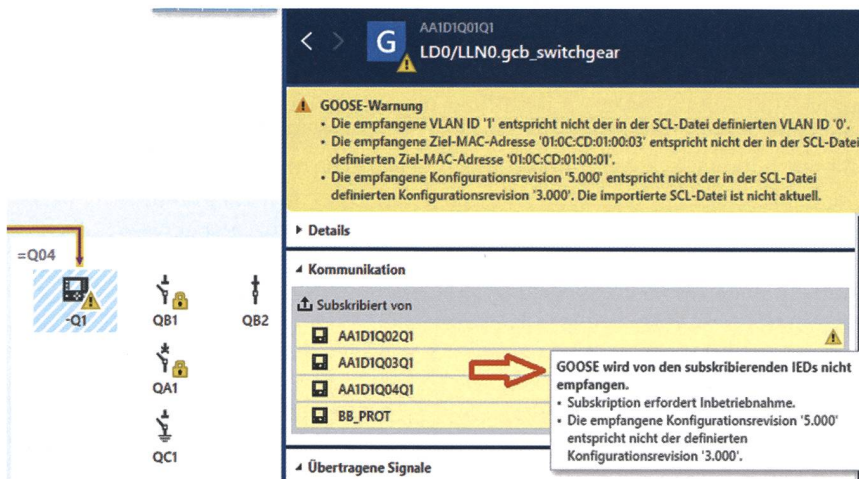 AA1D1Q01Q1
G
LD0/LLN0.gcb_switchgear
GOOSE-Warnung
• Die empfangene VLAN ID '1' entspricht nicht der in der SCL-Datei definierten VLAN ID '0'.
• Die empfangene Ziel-MAC-Adresse '01:0C:CD:01:00:03' entspricht nicht der in der SCL-Datei
definierten Ziel-MAC-Adresse '01:0C:CD:01:00:01'.
• Die empfangene Konfigurationsrevision '5.000' entspricht nicht der in der SCL-Datei
definierten Konfigurationsrevision '3.000'. Die importierte SCL-Datei ist nicht aktuell.
Details
Kommunikation
Subskribiert von
AA1D1Q02Q1
AA1D1Q03Q1
AA1D1Q04Q1
BB_PROT
GOOSE wird von den subskribierenden IEDs nicht
empfangen.
• Subskription erfordert Inbetriebnahme.
• Die empfangene Konfigurationsrevision '5.000'
entspricht nicht der definierten
Konfigurationsrevision '3.000'.
Übertragene Signale
=Q04
-Q1
QB1
QB2
QA1
QC1